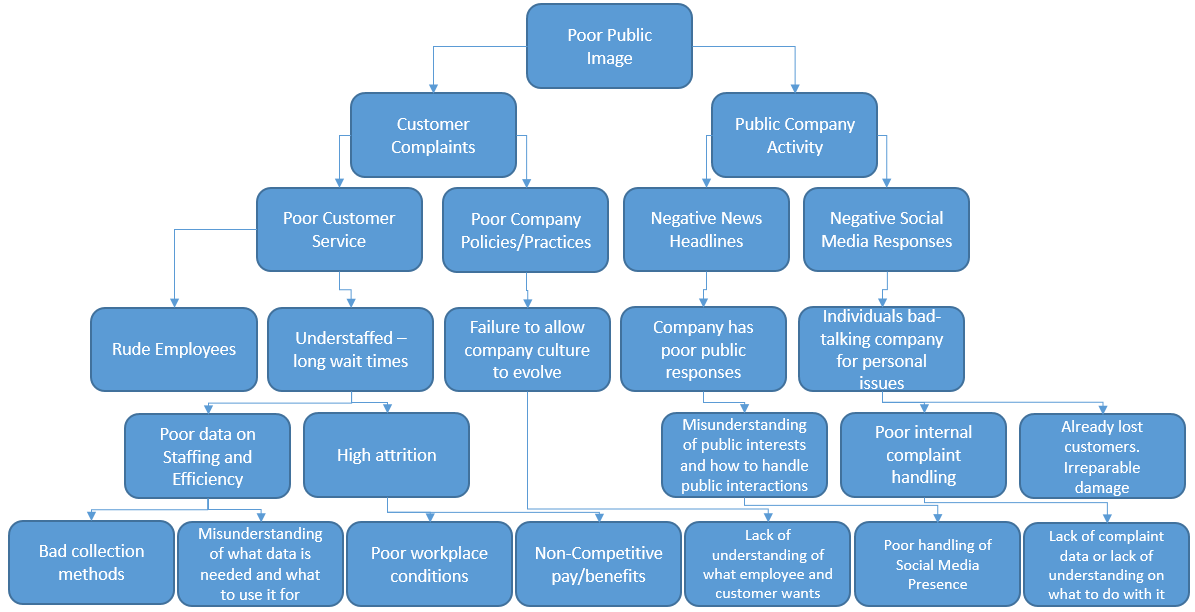 Poor Public
Image
Customer
Complaints
Public Company
Activity
Poor Customer
Service
Poor Company
Policies/Practices
Negative News
Headlines
Negative Social
Media Responses
Rude Employees
Understaffed –
long wait times
Failure to allow
company culture
to evolve
Company has
poor public
responses
Individuals bad-
talking company
for personal
issues
Poor data on
Staffing and
Efficiency
High attrition
Misunderstanding
of public interests
and how to handle
public interactions
Poor internal
complaint
handling
Already lost
customers.
Irreparable
damage
Bad collection
methods
Misunderstanding
of what data is
needed and what
to use it for
Poor workplace
conditions
Non-Competitive
pay/benefits
Lack of
understanding of
what employee and
customer wants
Poor handling of
Social Media
Presence
Lack of complaint
data or lack of
understanding on
what to do with it